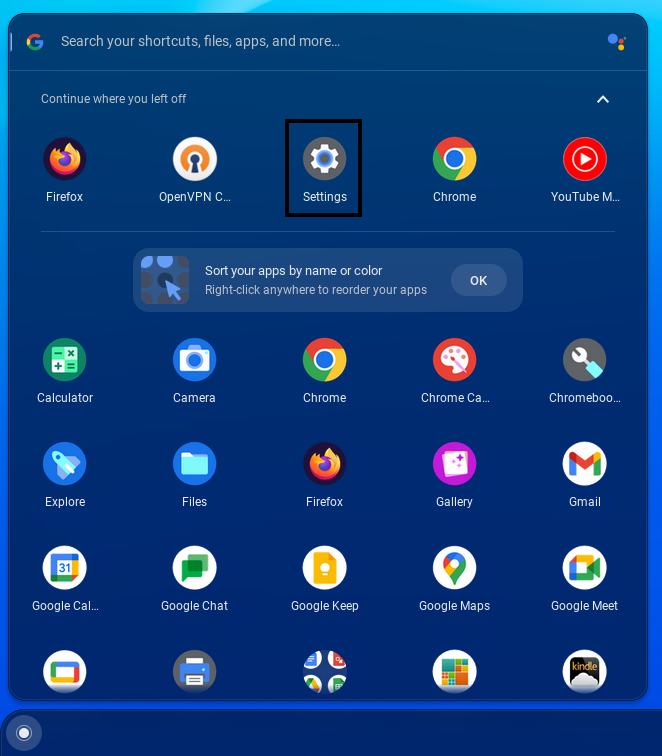 Search your shortcuts, files, apps, and more...
Continue where you left off
Firefox
OpenVPN C...
Settings
Chrome
YouTube M...
Sort your apps by name or color
Right-click anywhere to reorder your apps
OK
Calculator
Camera
Chrome
Chrome Ca...
Chromeboo...
Explore
Files
Firefox
Gallery
Gmail
31
Google Cal...
Google Chat
Google Keep
Google Maps
Google Meet
kindle